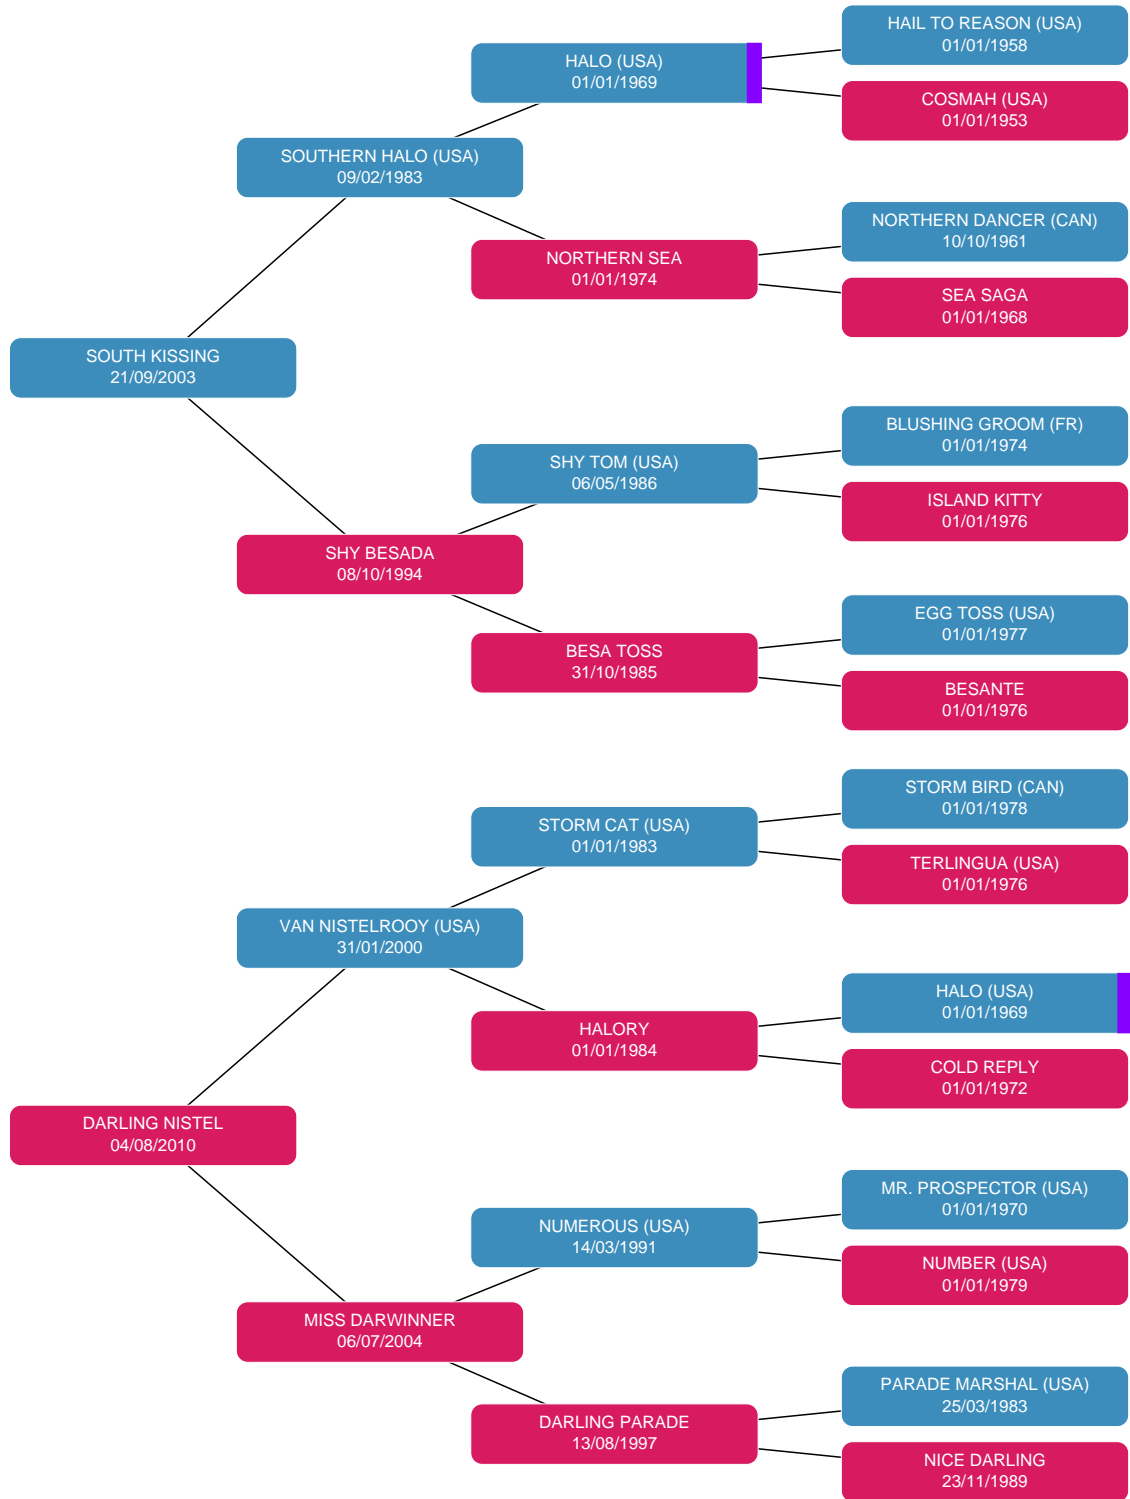 HAIL TO REASON (USA)
01/01/1958
HALO (USA)
01/01/1969
COSMAH (USA)
01/01/1953
SOUTHERN HALO (USA)
09/02/1983
NORTHERN DANCER (CAN)
10/10/1961
NORTHERN SEA
01/01/1974
SEA SAGA
01/01/1968
SOUTH KISSING
21/09/2003
BLUSHING GROOM (FR)
01/01/1974
SHY TOM (USA)
06/05/1986
ISLAND KITTY
01/01/1976
SHY BESADA
08/10/1994
EGG TOSS (USA)
01/01/1977
BESA TOSS
31/10/1985
BESANTE
01/01/1976
STORM BIRD (CAN)
01/01/1978
STORM CAT (USA)
01/01/1983
TERLINGUA (USA)
01/01/1976
VAN NISTELROOY (USA)
31/01/2000
HALO (USA)
01/01/1969
HALORY
01/01/1984
COLD REPLY
01/01/1972
DARLING NISTEL
04/08/2010
MR. PROSPECTOR (USA)
01/01/1970
NUMEROUS (USA)
14/03/1991
NUMBER (USA)
01/01/1979
MISS DARWINNER
06/07/2004
PARADE MARSHAL (USA)
25/03/1983
DARLING PARADE
13/08/1997
NICE DARLING
23/11/1989